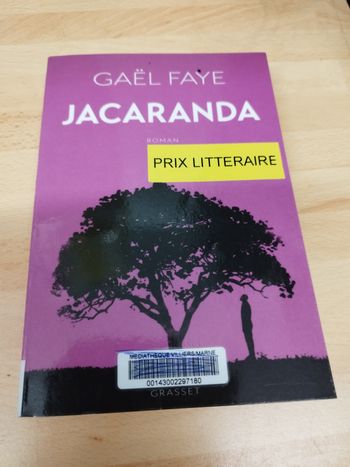 GAËL FAYE
JACARANDA
ROMAN
PRIX LITTERAIRE
MEDIATHEQUE VILLIERS/MARNE
00143002297180
GRASSET